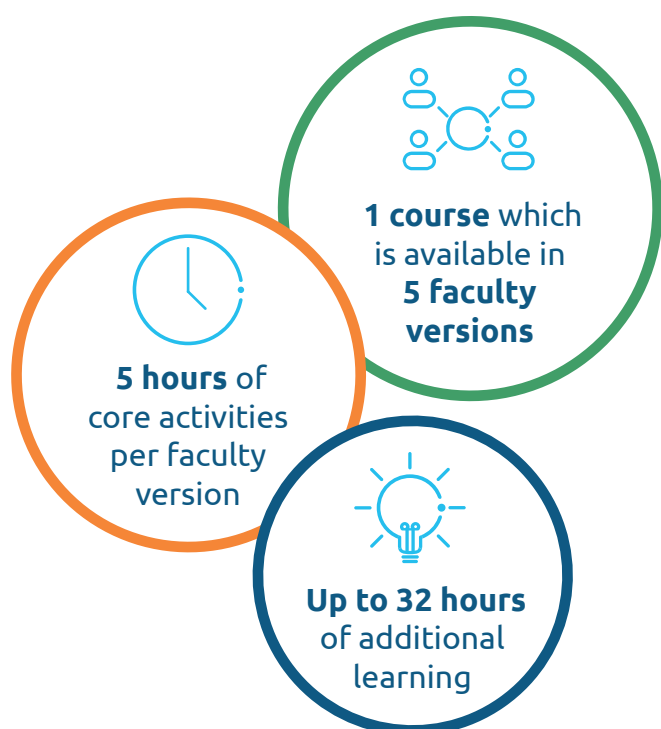 1 course which
is available in
5 faculty
versions
5 hours of
core activities
per faculty
version
Up to 32 hours
of additional
learning